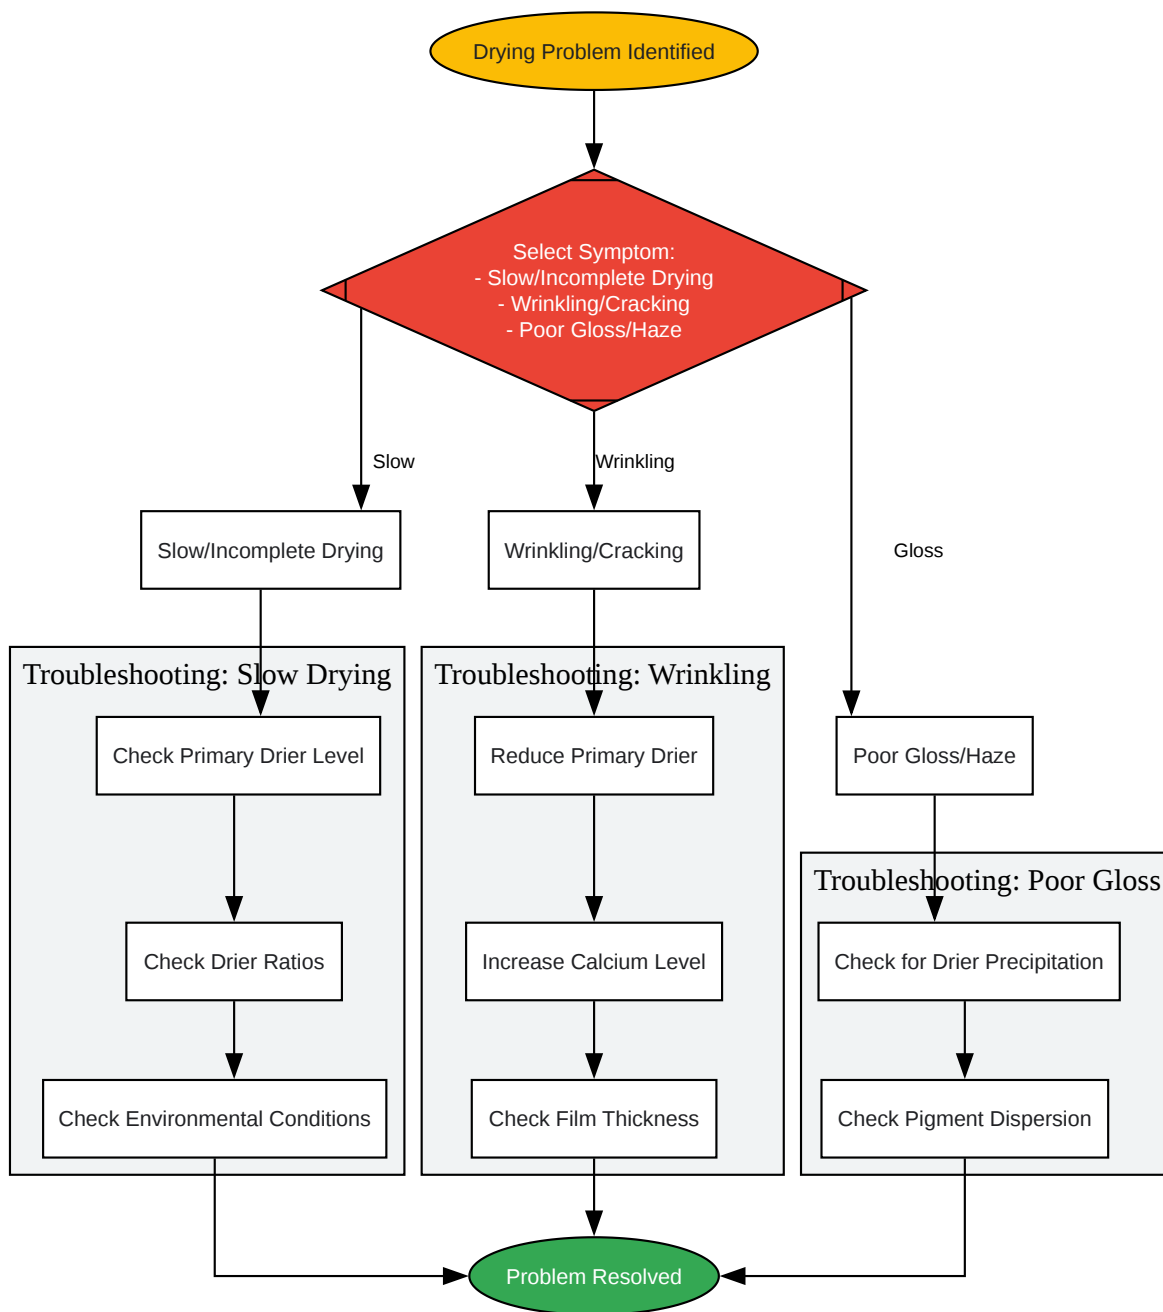 Drying Problem Identified
Select Symptom:
- Slow/Incomplete Drying
- Wrinkling/Cracking
- Poor Gloss/Haze
Slow
Wrinkling
Slow/Incomplete Drying
Wrinkling/Cracking
Gloss
Troubleshooting: Slow Drying
Troubleshooting: Wrinkling
Check Primary Drier Level
Reduce Primary Drier
Poor Gloss/Haze
Troubleshooting: Poor Gloss
Check Drier Ratios
Increase Calcium Level
Check for Drier Precipitation
Check Environmental Conditions
Check Film Thickness
Check Pigment Dispersion
Problem Resolved